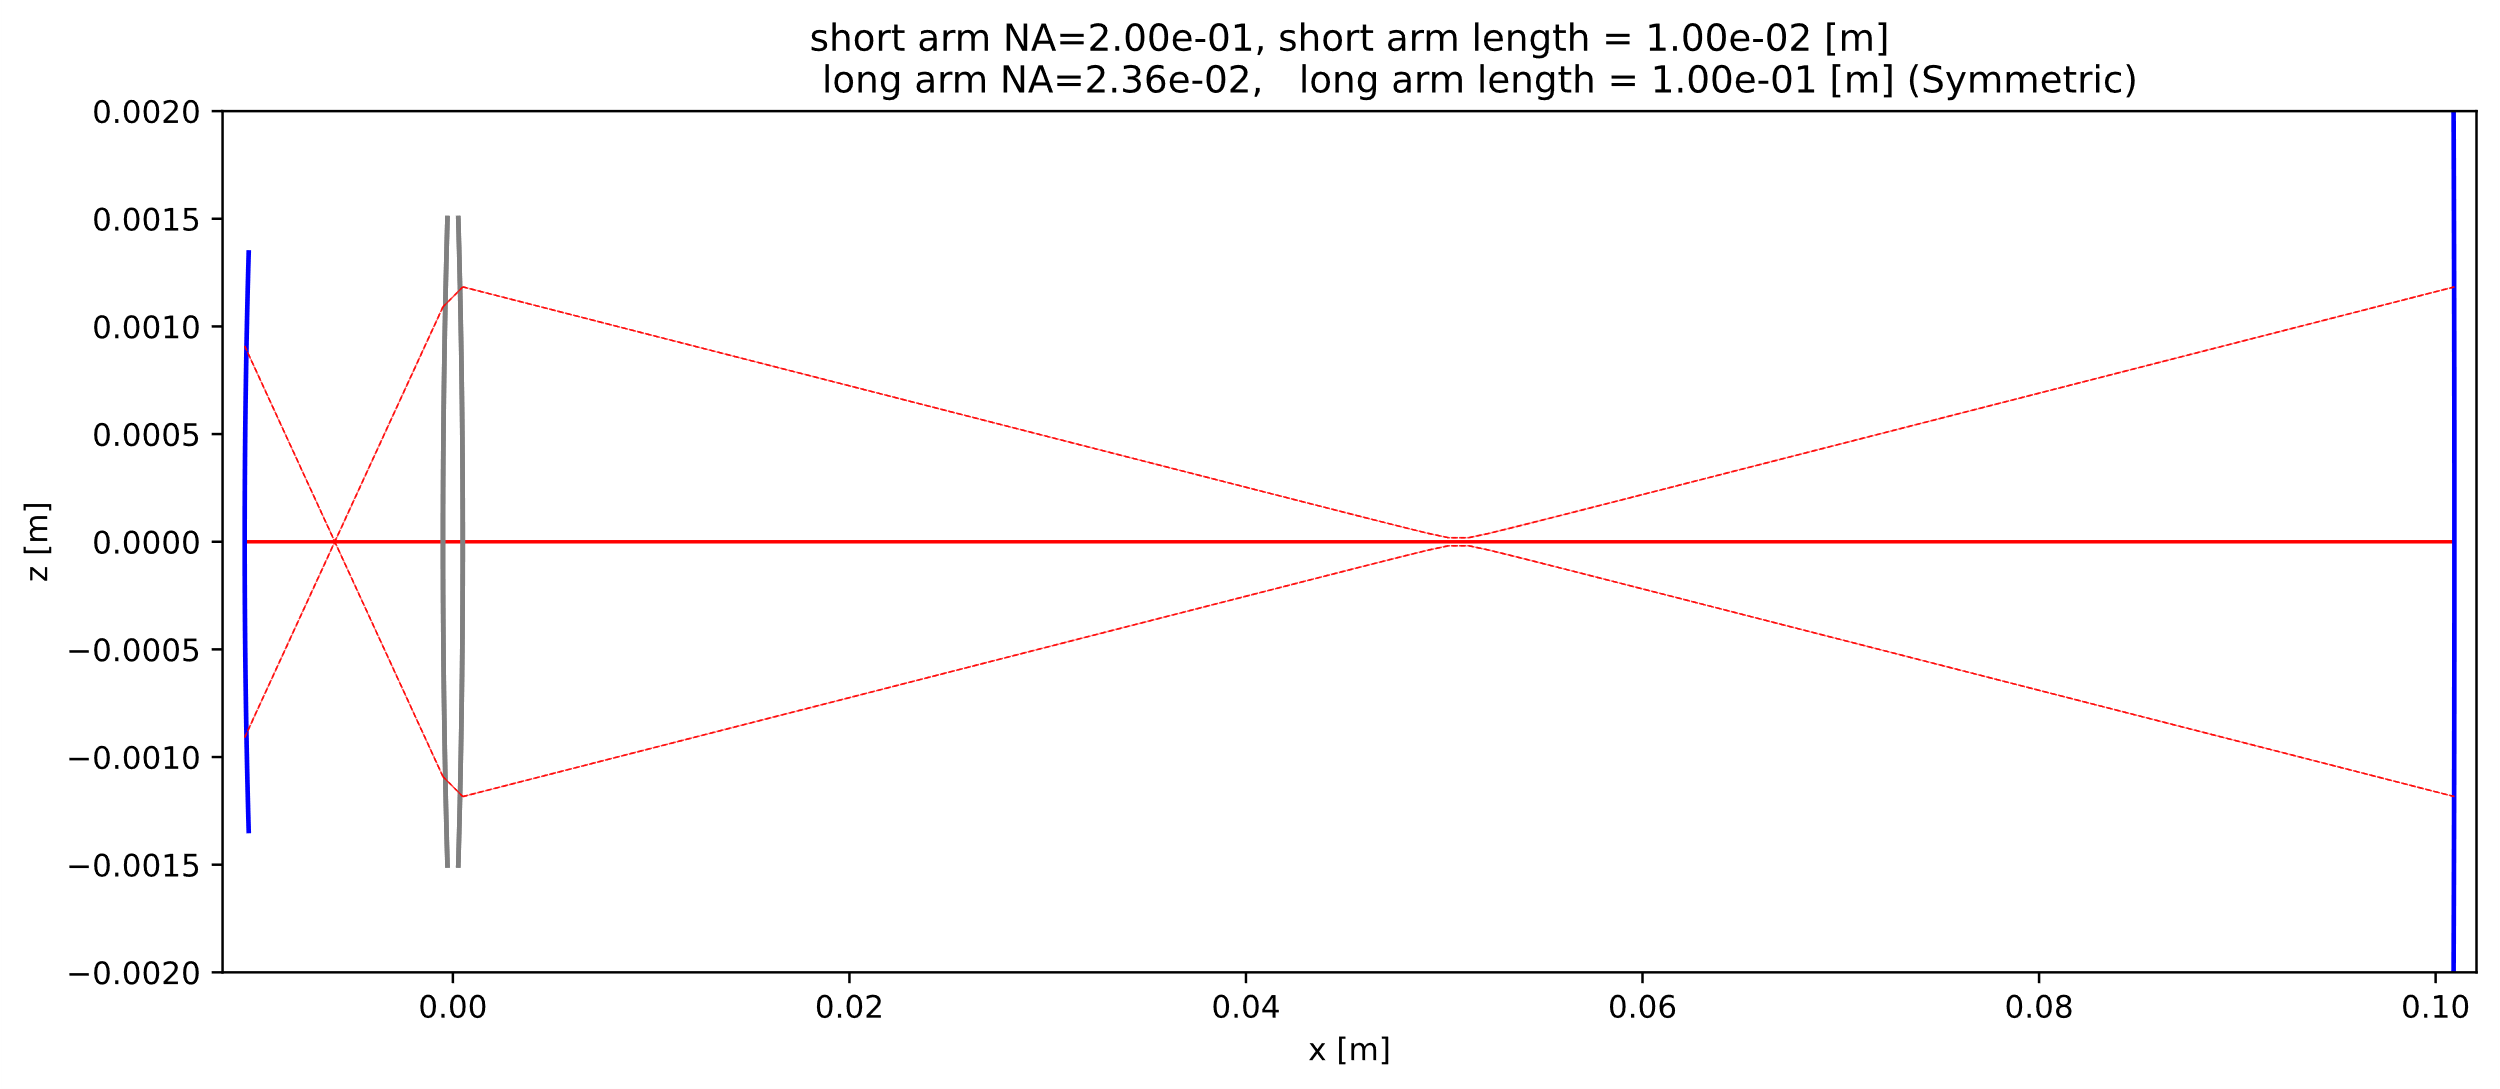 short arm NA=2.00e-01, short arm length = 1.00e-02 [m]
long arm NA=2.36e-02,   long arm length = 1.00e-01 [m] (Symmetric)
0.0020
0.0015
0.0010
0.0005
0.0000
−0.0005
−0.0010
−0.0015
−0.0020
z [m]
0.00 0.02 0.04 0.06 0.08 0.10
x [m]